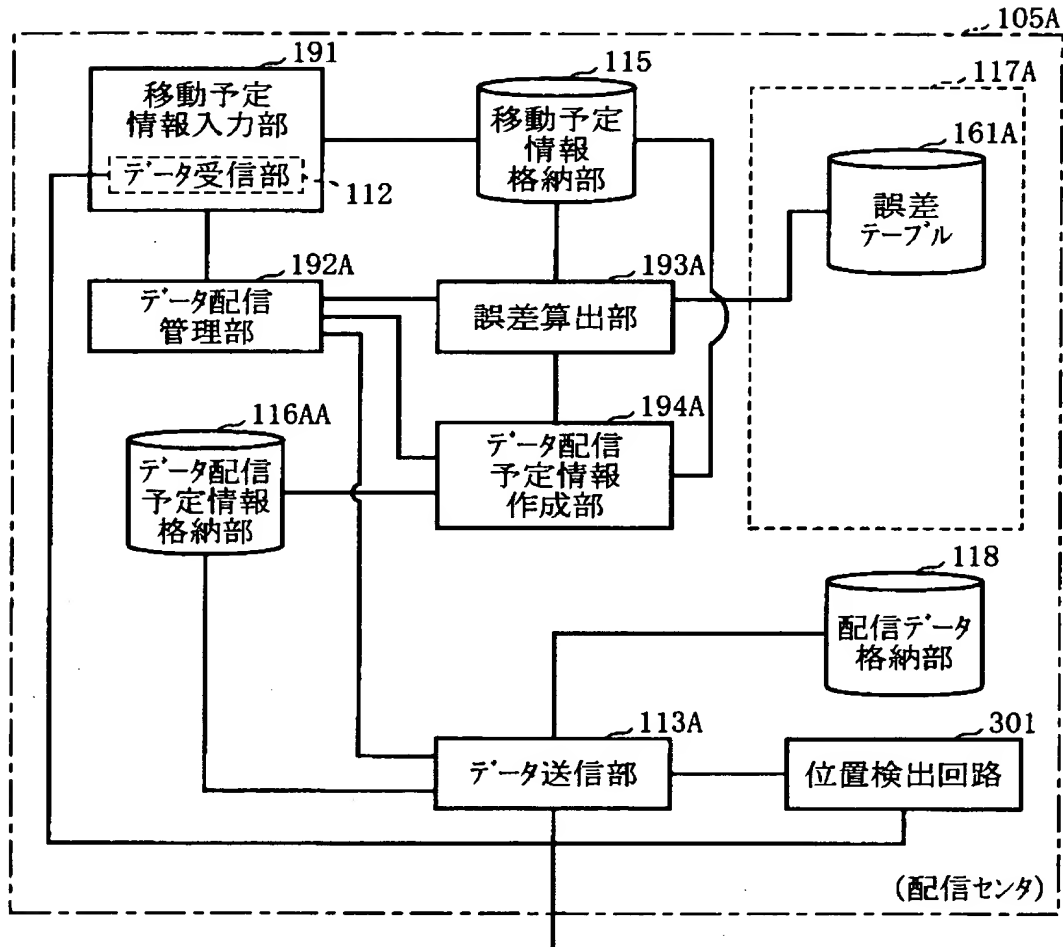 105A
191
移動予定
情報入力部
データ受信部
112
115
移動予定
情報
格納部
117A
161A
誤差
テーブル
192A
データ配信
管理部
193A
誤差算出部
116AA
データ配信
予定情報
格納部
194A
データ配信
予定情報
作成部
118
配信データ
格納部
113A
データ送信部
301
位置検出回路
(配信センタ)